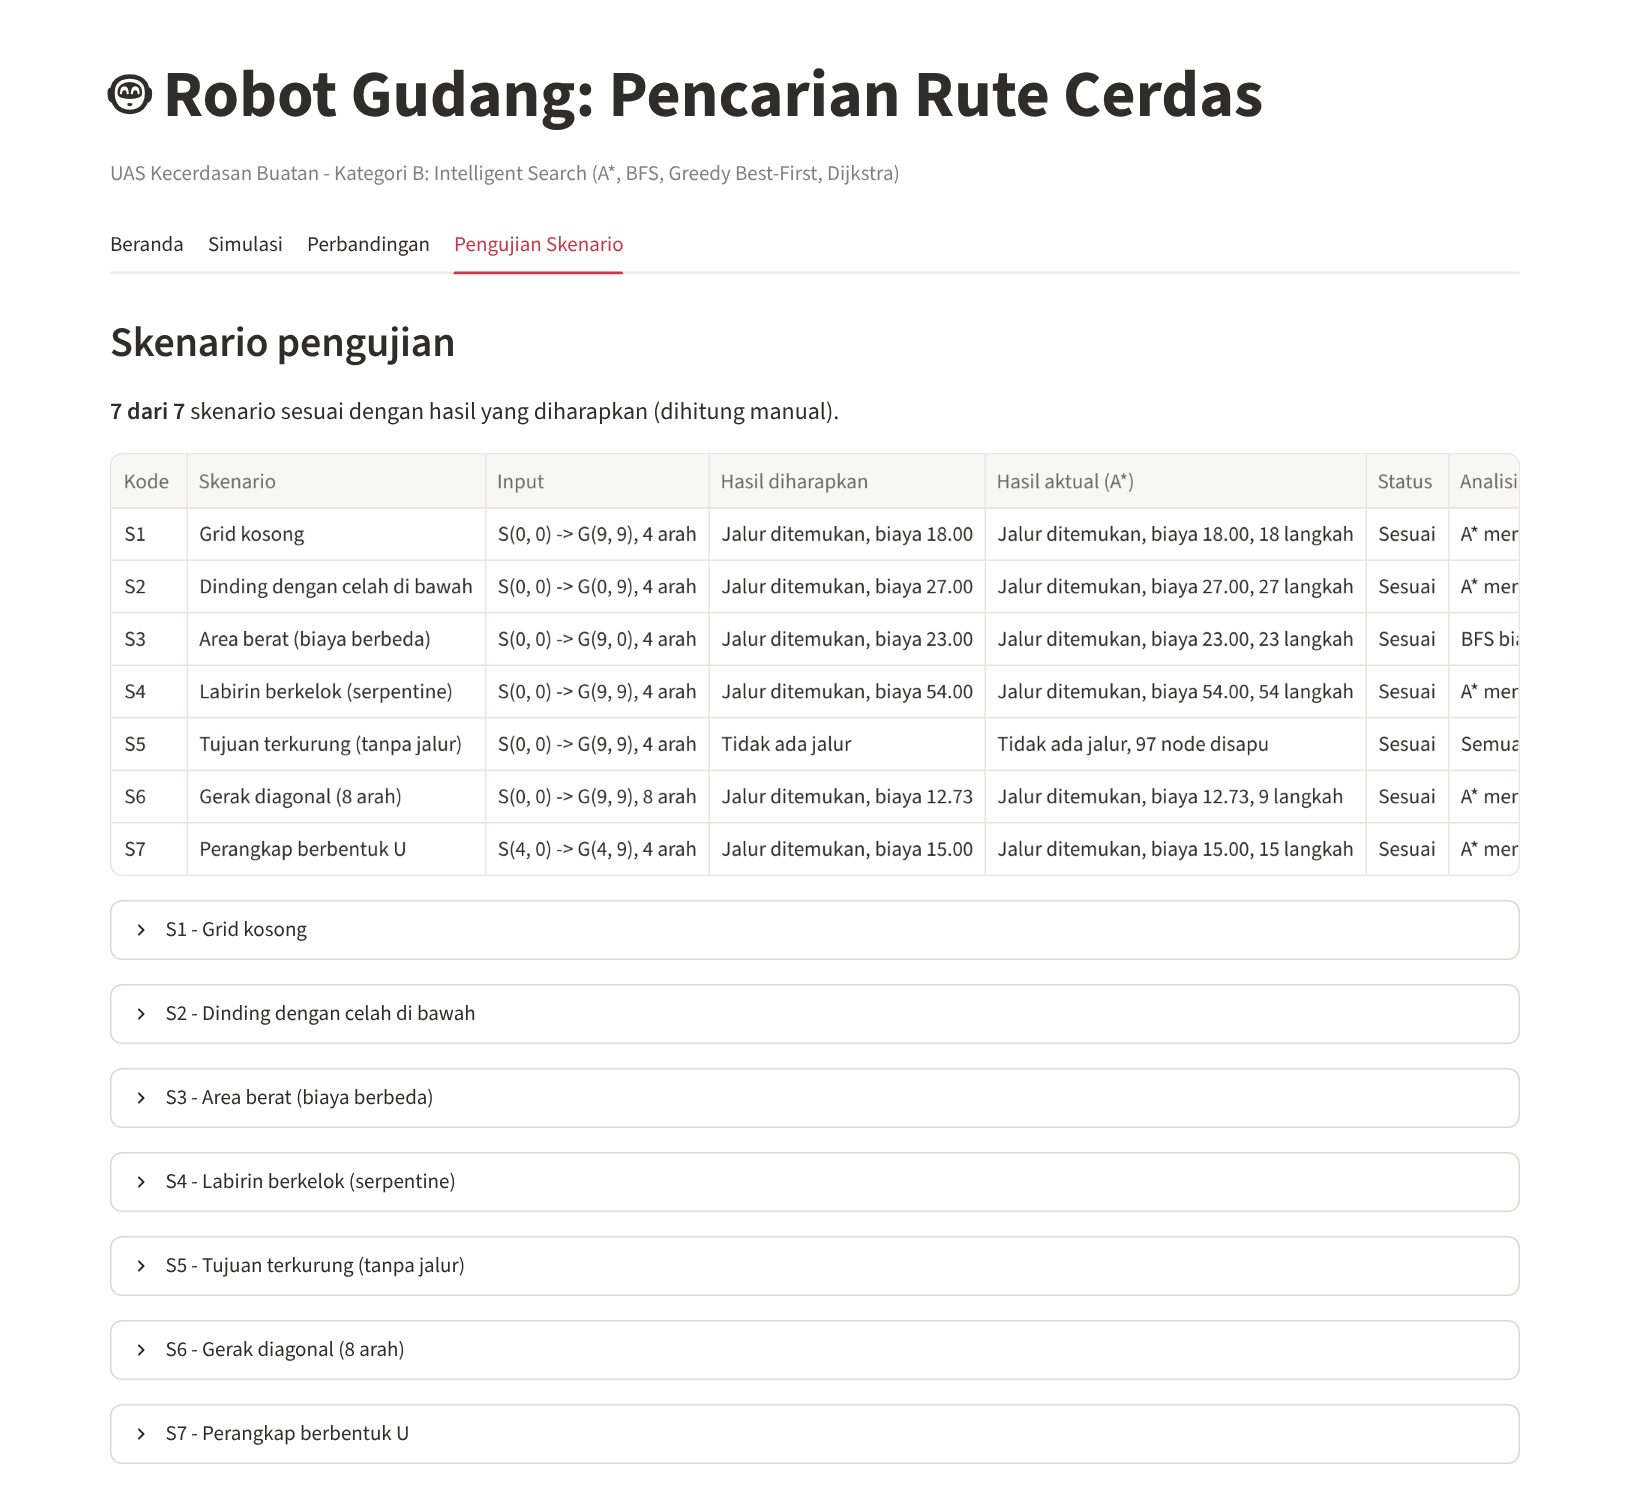 Robot Gudang: Pencarian Rute Cerdas
UAS Kecerdasan Buatan - Kategori B: Intelligent Search (A*, BFS, Greedy Best-First, Dijkstra)
Beranda Simulasi Perbandingan Pengujian Skenario
Skenario pengujian
7 dari 7 skenario sesuai dengan hasil yang diharapkan (dihitung manual).
Kode Skenario Input Hasil diharapkan Hasil aktual (A*) Status Analisi
S1 Grid kosong S(0, 0) -> G(9, 9), 4 arah Jalur ditemukan, biaya 18.00 Jalur ditemukan, biaya 18.00, 18 langkah Sesuai A* mer
S2 Dinding dengan celah di bawah S(0, 0) -> G(0, 9), 4 arah Jalur ditemukan, biaya 27.00 Jalur ditemukan, biaya 27.00, 27 langkah Sesuai A* mer
S3 Area berat (biaya berbeda) S(0, 0) -> G(9, 0), 4 arah Jalur ditemukan, biaya 23.00 Jalur ditemukan, biaya 23.00, 23 langkah Sesuai BFS bia
S4 Labirin berkelok (serpentine) S(0, 0) -> G(9, 9), 4 arah Jalur ditemukan, biaya 54.00 Jalur ditemukan, biaya 54.00, 54 langkah Sesuai A* mer
S5 Tujuan terkurung (tanpa jalur) S(0, 0) -> G(9, 9), 4 arah Tidak ada jalur Tidak ada jalur, 97 node disapu Sesuai Semua
S6 Gerak diagonal (8 arah) S(0, 0) -> G(9, 9), 8 arah Jalur ditemukan, biaya 12.73 Jalur ditemukan, biaya 12.73, 9 langkah Sesuai A* mer
S7 Perangkap berbentuk U S(4, 0) -> G(4, 9), 4 arah Jalur ditemukan, biaya 15.00 Jalur ditemukan, biaya 15.00, 15 langkah Sesuai A* mer
S1 - Grid kosong
S2 - Dinding dengan celah di bawah
S3 - Area berat (biaya berbeda)
S4 - Labirin berkelok (serpentine)
S5 - Tujuan terkurung (tanpa jalur)
S6 - Gerak diagonal (8 arah)
S7 - Perangkap berbentuk U